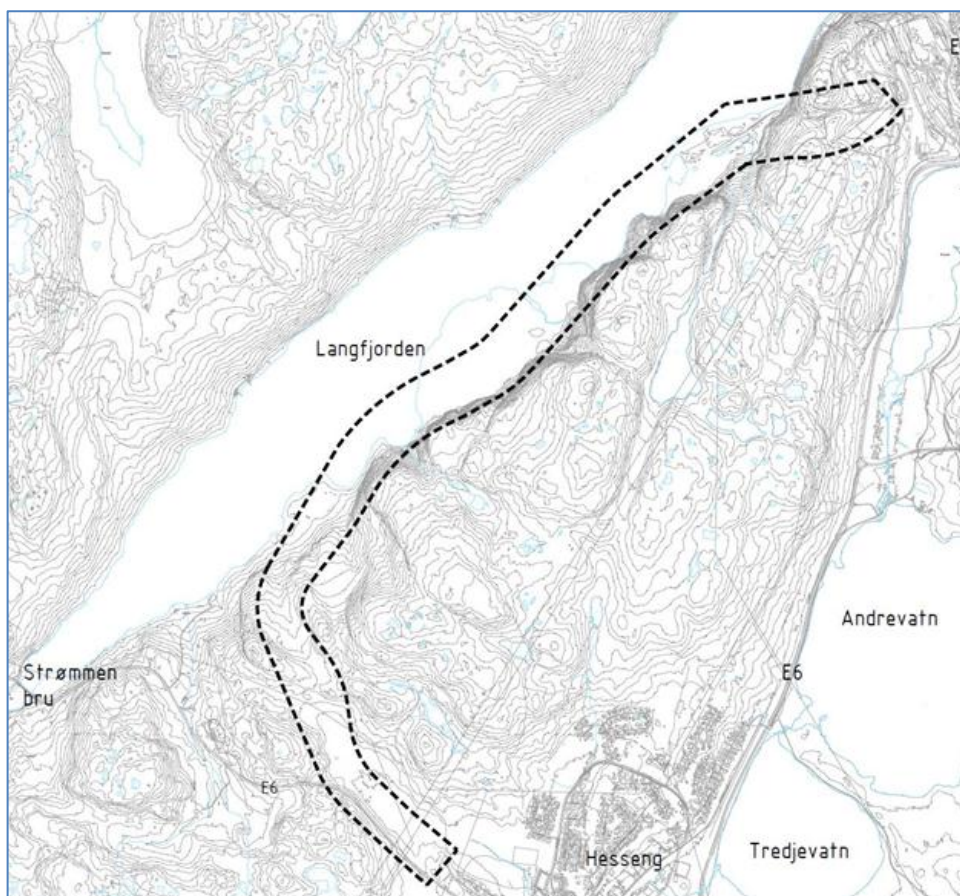 E
Langfjorden
Andrevatn
Strømmen
bru
E6
E6
Hesseng
Tredjevatn